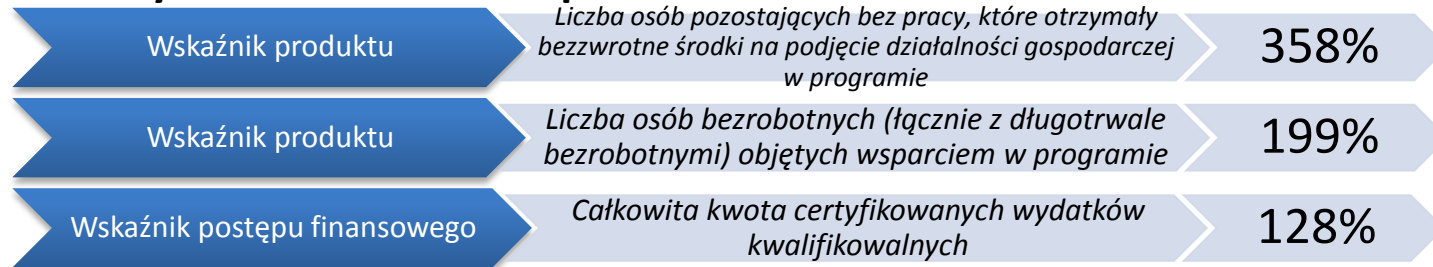 Wskaźnik produktu
Liczba osób pozostających bez pracy, które otrzymały
bezzwrotne środki na podjęcie działalności gospodarczej
w programie
358%
Wskaźnik produktu
Liczba osób bezrobotnych (łącznie z długotrwale
bezrobotnymi) objętych wsparciem w programie
199%
Wskaźnik postępu finansowego
Całkowita kwota certyfikowanych wydatków
kwalifikowalnych
128%